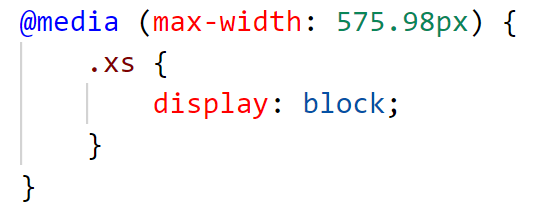 @media (max-width: 575.98px) {
    .xs {
        display: block;
    }
}